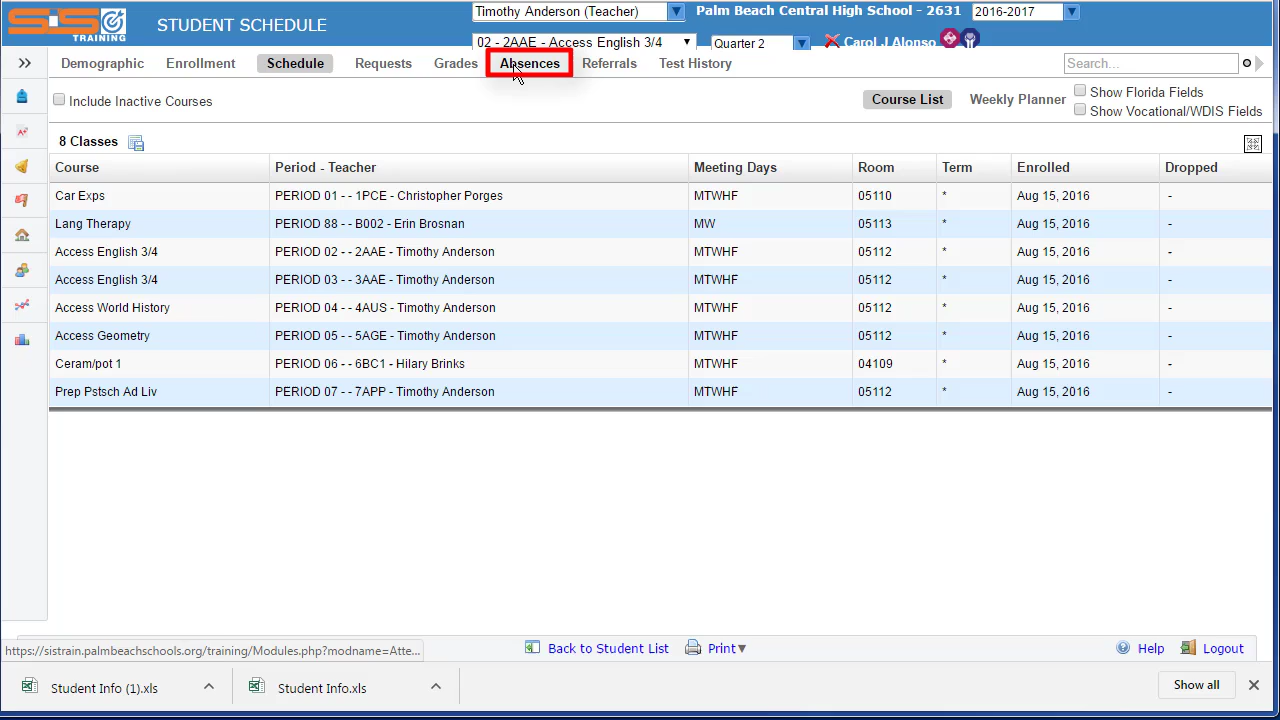 SiS TRAINING
STUDENT SCHEDULE
Timothy Anderson (Teacher)
Palm Beach Central High School - 2631
2016-2017
02 - 2AAE - Access English 3/4
Quarter 2
Carol J Alonso
Demographic Enrollment Schedule Requests Grades Absences Referrals Test History
Search...
Include Inactive Courses
Course List
Weekly Planner
Show Florida Fields
Show Vocational/WDIS Fields
8 Classes
Course Period - Teacher Meeting Days Room Term Enrolled Dropped
Car Exps PERIOD 01 - - 1PCE - Christopher Porges MTWHF 05110 * Aug 15, 2016 -
Lang Therapy PERIOD 88 - - B002 - Erin Brosnan MW 05113 * Aug 15, 2016 -
Access English 3/4 PERIOD 02 - - 2AAE - Timothy Anderson MTWHF 05112 * Aug 15, 2016 -
Access English 3/4 PERIOD 03 - - 3AAE - Timothy Anderson MTWHF 05112 * Aug 15, 2016 -
Access World History PERIOD 04 - - 4AUS - Timothy Anderson MTWHF 05112 * Aug 15, 2016 -
Access Geometry PERIOD 05 - - 5AGE - Timothy Anderson MTWHF 05112 * Aug 15, 2016 -
Ceram/pot 1 PERIOD 06 - - 6BC1 - Hilary Brinks MTWHF 04109 * Aug 15, 2016 -
Prep Pstsch Ad Liv PERIOD 07 - - 7APP - Timothy Anderson MTWHF 05112 * Aug 15, 2016 -
https://sistrain.palmbeachschools.org/training/Modules.php?modname=Atte...
Back to Student List
Print
Help
Logout
Student Info (1).xls
Student Info.xls
Show all